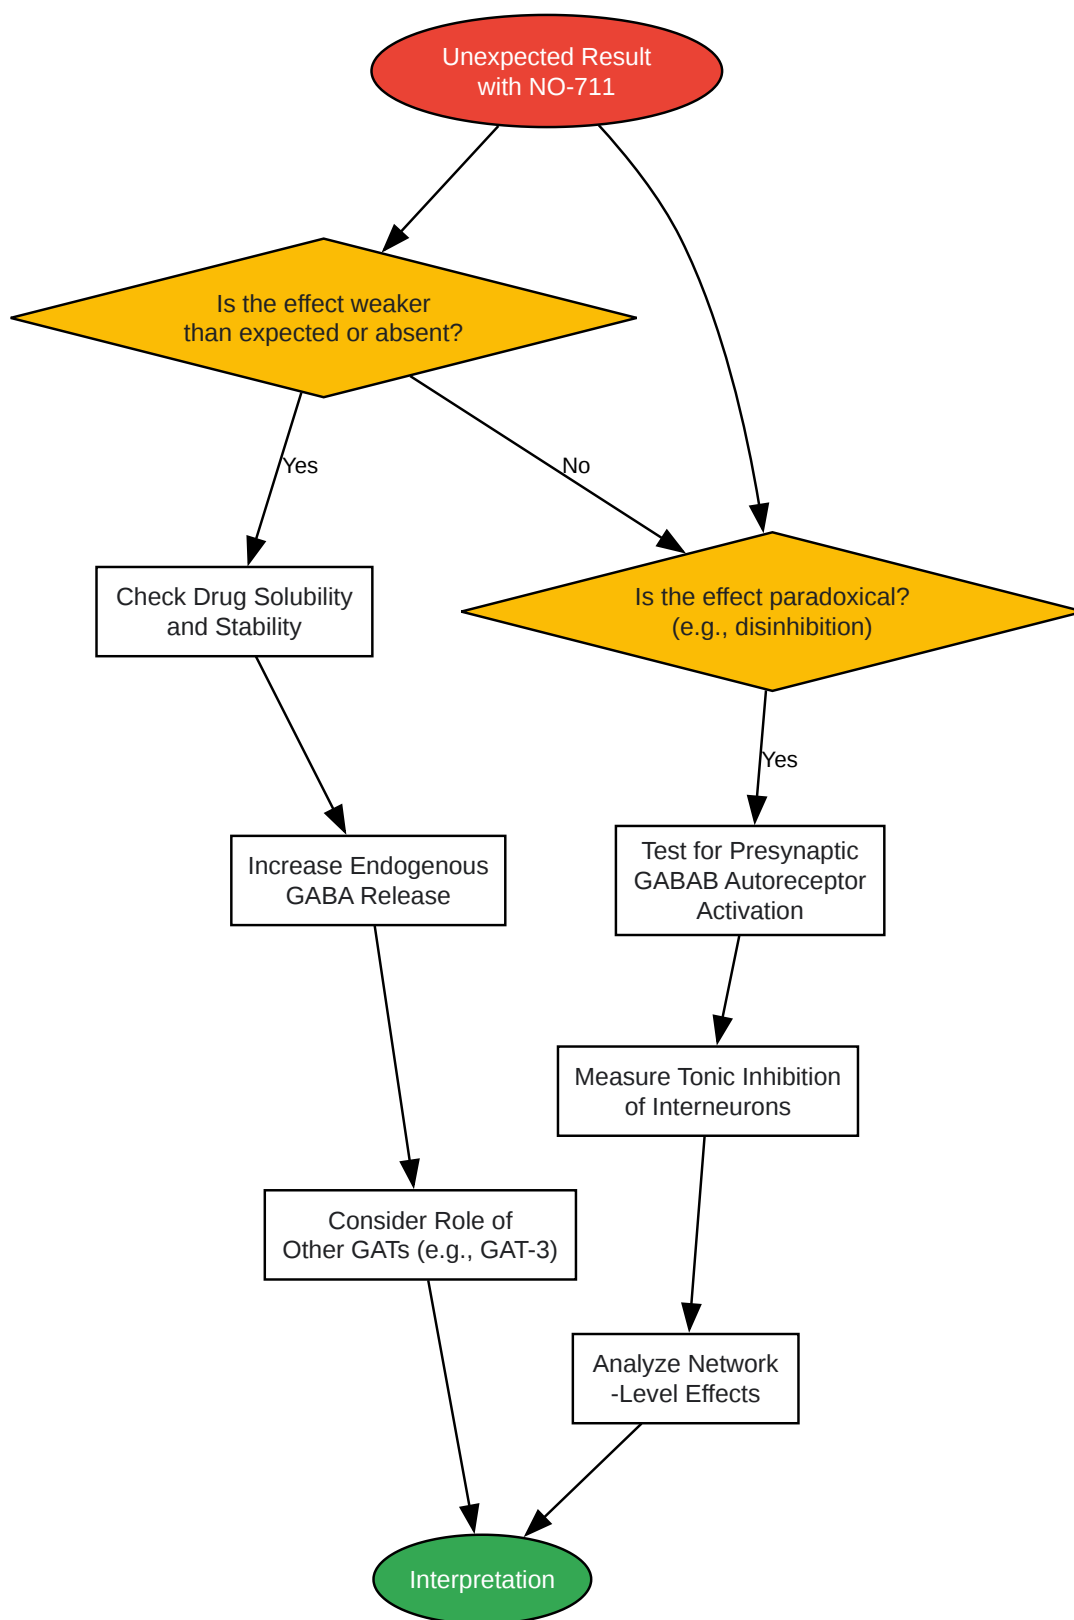 Unexpected Result
with NO-711
Is the effect weaker
than expected or absent?
Yes
No
Check Drug Solubility
and Stability
Is the effect paradoxical?
(e.g., disinhibition)
Yes
Increase Endogenous
GABA Release
Test for Presynaptic
GABAB Autoreceptor
Activation
Measure Tonic Inhibition
of Interneurons
Consider Role of
Other GATs (e.g., GAT-3)
Analyze Network
-Level Effects
Interpretation